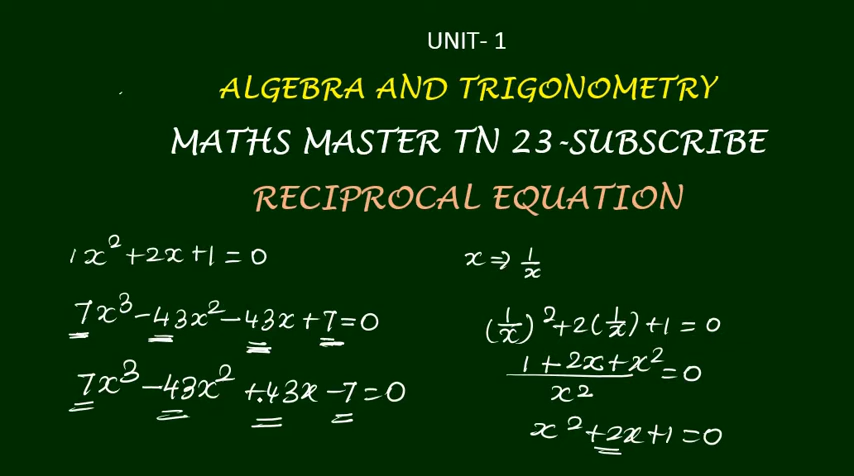 UNIT- 1
ALGEBRA AND TRIGONOMETRY
MATHS MASTER TN 23-SUBSCRIBE
RECIPROCAL EQUATION
1x² +2x +1 = 0
7x³ -43x² -43x +7=0
7x³ -43x² +43x -7=0
x ⇒ 1/x
(1/x)² +2(1/x) +1 = 0
(1+2x+x²)/x² = 0
x² +2x+1 =0